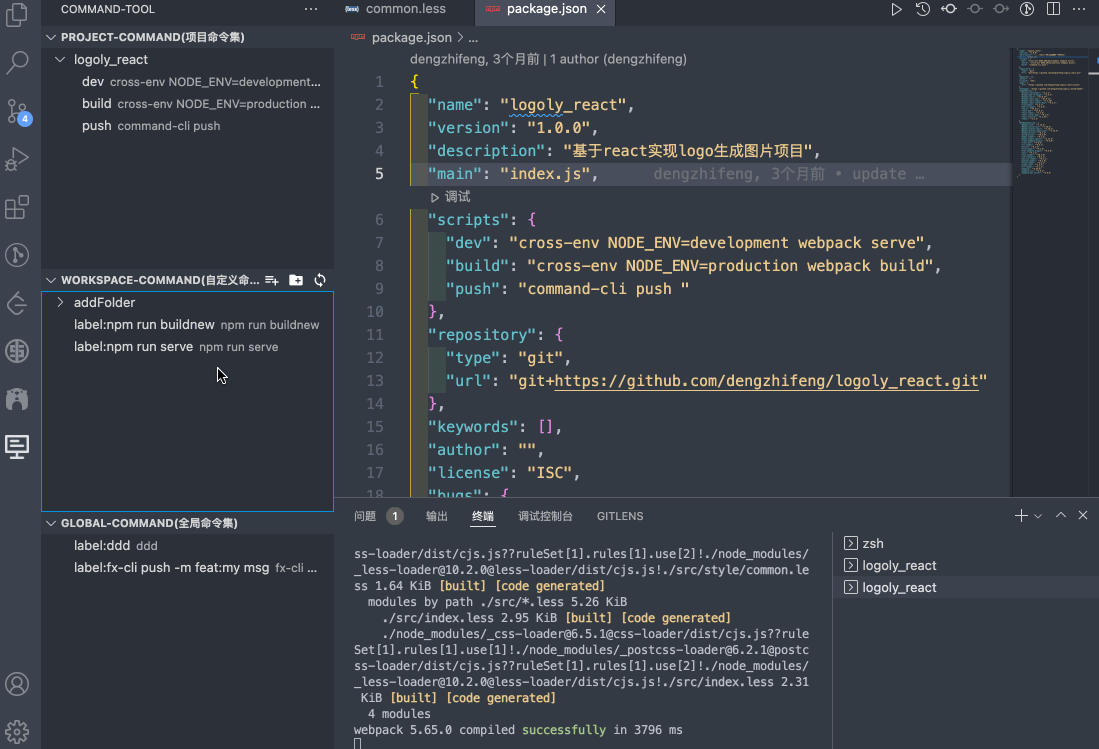 COMMAND-TOOL
PROJECT-COMMAND(项目命令集)
logoly_react
dev cross-env NODE_ENV=development...
build cross-env NODE_ENV=production ...
push command-cli push
4
WORKSPACE-COMMAND(自定义命...
addFolder
label:npm run buildnew npm run buildnew
label:npm run serve npm run serve
GLOBAL-COMMAND(全局命令集)
label:ddd ddd
label:fx-cli push -m feat:my msg fx-cli ...
common.less
package.json
package.json > ...
dengzhifeng, 3个月前 | 1 author (dengzhifeng)
1 {
2 "name": "logoly_react",
3 "version": "1.0.0",
4 "description": "基于react实现logo生成图片项目",
5 "main": "index.js", dengzhifeng, 3个月前 • update …
调试
6 "scripts": {
7 "dev": "cross-env NODE_ENV=development webpack serve",
8 "build": "cross-env NODE_ENV=production webpack build",
9 "push": "command-cli push "
10 },
11 "repository": {
12 "type": "git",
13 "url": "git+https://github.com/dengzhifeng/logoly_react.git"
14 },
15 "keywords": [],
16 "author": "",
17 "license": "ISC",
18 "bugs": {
问题 1 输出 终端 调试控制台 GITLENS
ss-loader/dist/cjs.js??ruleSet[1].rules[1].use[2]!./node_modules/
_less-loader@10.2.0@less-loader/dist/cjs.js!./src/style/common.le
ss 1.64 KiB [built] [code generated]
modules by path ./src/*.less 5.26 KiB
./src/index.less 2.95 KiB [built] [code generated]
./node_modules/_css-loader@6.5.1@css-loader/dist/cjs.js??rule
Set[1].rules[1].use[1]!./node_modules/_postcss-loader@6.2.1@postc
ss-loader/dist/cjs.js??ruleSet[1].rules[1].use[2]!./node_modules/
_less-loader@10.2.0@less-loader/dist/cjs.js!./src/index.less 2.31
KiB [built] [code generated]
4 modules
webpack 5.65.0 compiled successfully in 3796 ms
zsh
logoly_react
logoly_react